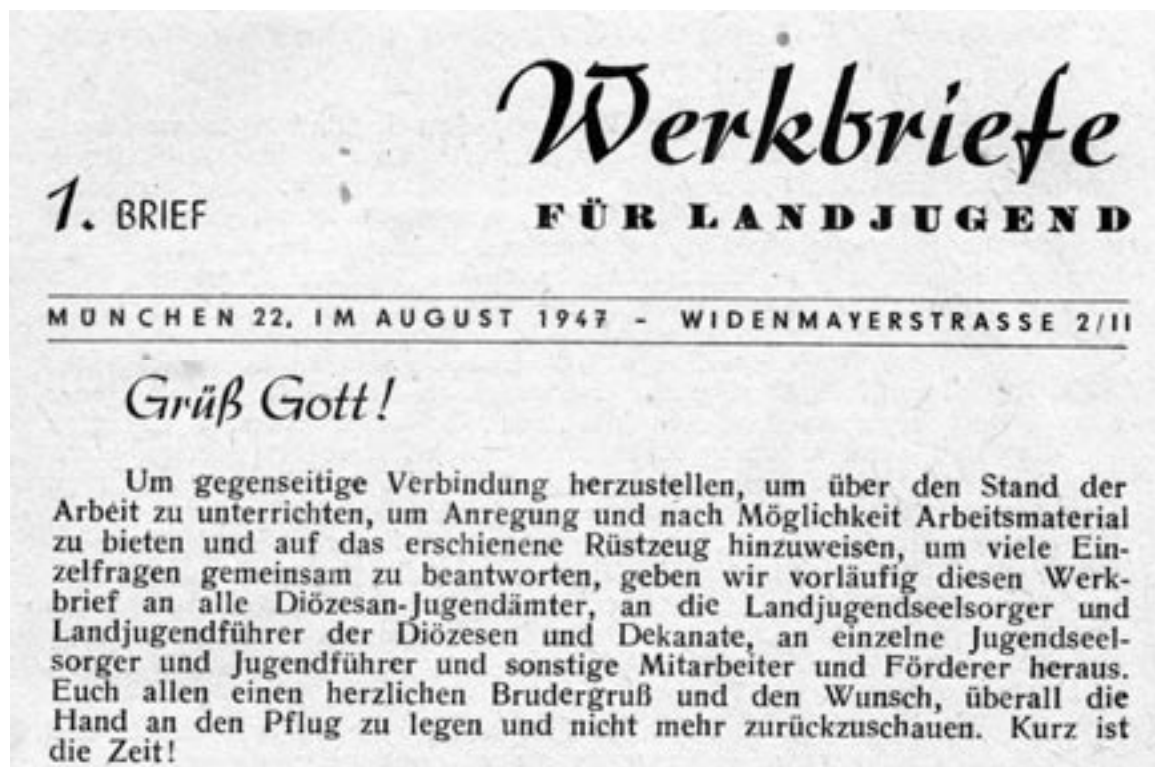 Werkbriefe
1. BRIEF
FÜR LANDJUGEND
MÜNCHEN 22, IM AUGUST 1947 - WIDENMAYERSTRASSE 2/II
Grüß Gott!
Um gegenseitige Verbindung herzustellen, um über den Stand der
Arbeit zu unterrichten, um Anregung und nach Möglichkeit Arbeitsmaterial
zu bieten und auf das erschienene Rüstzeug hinzuweisen, um viele Ein-
zelfragen gemeinsam zu beantworten, geben wir vorläufig diesen Werk-
brief an alle Diözesan-Jugendämter, an die Landjugendseelsorger und
Landjugendführer der Diözesen und Dekanate, an einzelne Jugendseel-
sorger und Jugendführer und sonstige Mitarbeiter und Förderer heraus.
Euch allen einen herzlichen Brudergruß und den Wunsch, überall die
Hand an den Pflug zu legen und nicht mehr zurückzuschauen. Kurz ist
die Zeit!